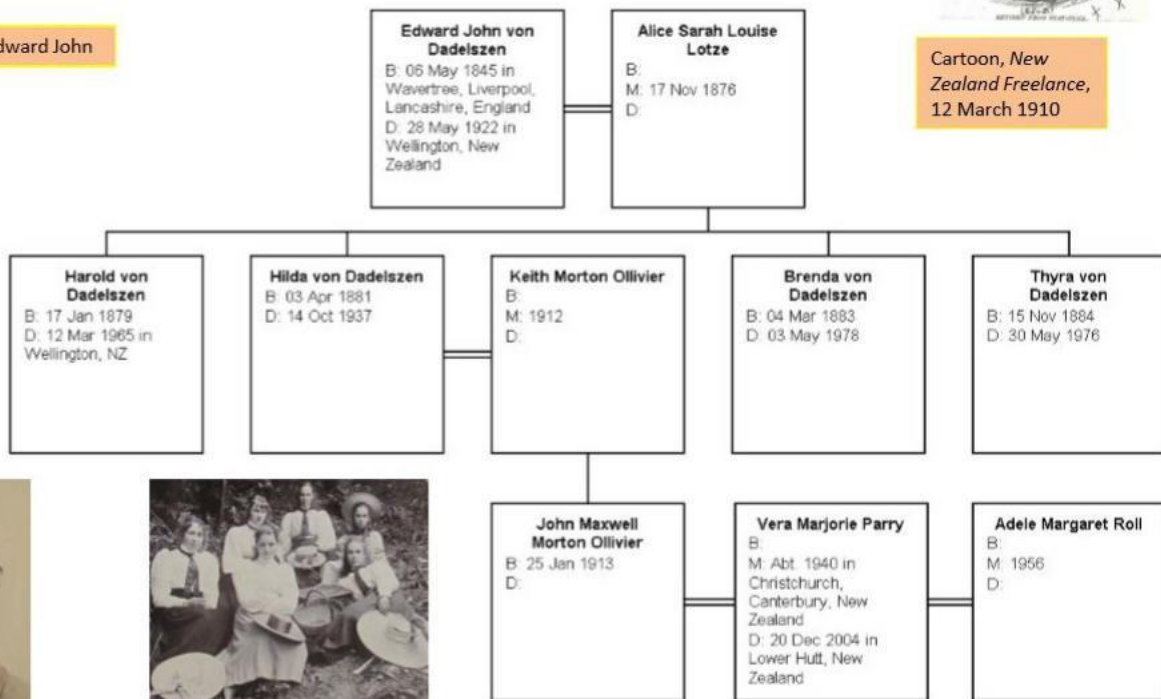 dward John
Edward John von
Dadelszen
B: 06 May 1845 in
Wavertree, Liverpool,
Lancashire, England
D: 28 May 1922 in
Wellington, New
Zealand
Alice Sarah Louise
Lotze
B:
M: 17 Nov 1876
D:
Cartoon, New
Zealand Freelance,
12 March 1910
Harold von
Dadelszen
B: 17 Jan 1879
D: 12 Mar 1965 in
Wellington, NZ
Hilda von Dadelszen
B: 03 Apr 1881
D: 14 Oct 1937
Keith Morton Ollivier
B:
M: 1912
D:
Brenda von
Dadelszen
B: 04 Mar 1883
D: 03 May 1978
Thyra von
Dadelszen
B: 15 Nov 1884
D: 30 May 1976
John Maxwell
Morton Ollivier
B: 25 Jan 1913
D:
Vera Marjorie Parry
B:
M: Abt. 1940 in
Christchurch,
Canterbury, New
Zealand
D: 20 Dec 2004 in
Lower Hutt, New
Zealand
Adele Margaret Roll
B:
M: 1956
D: